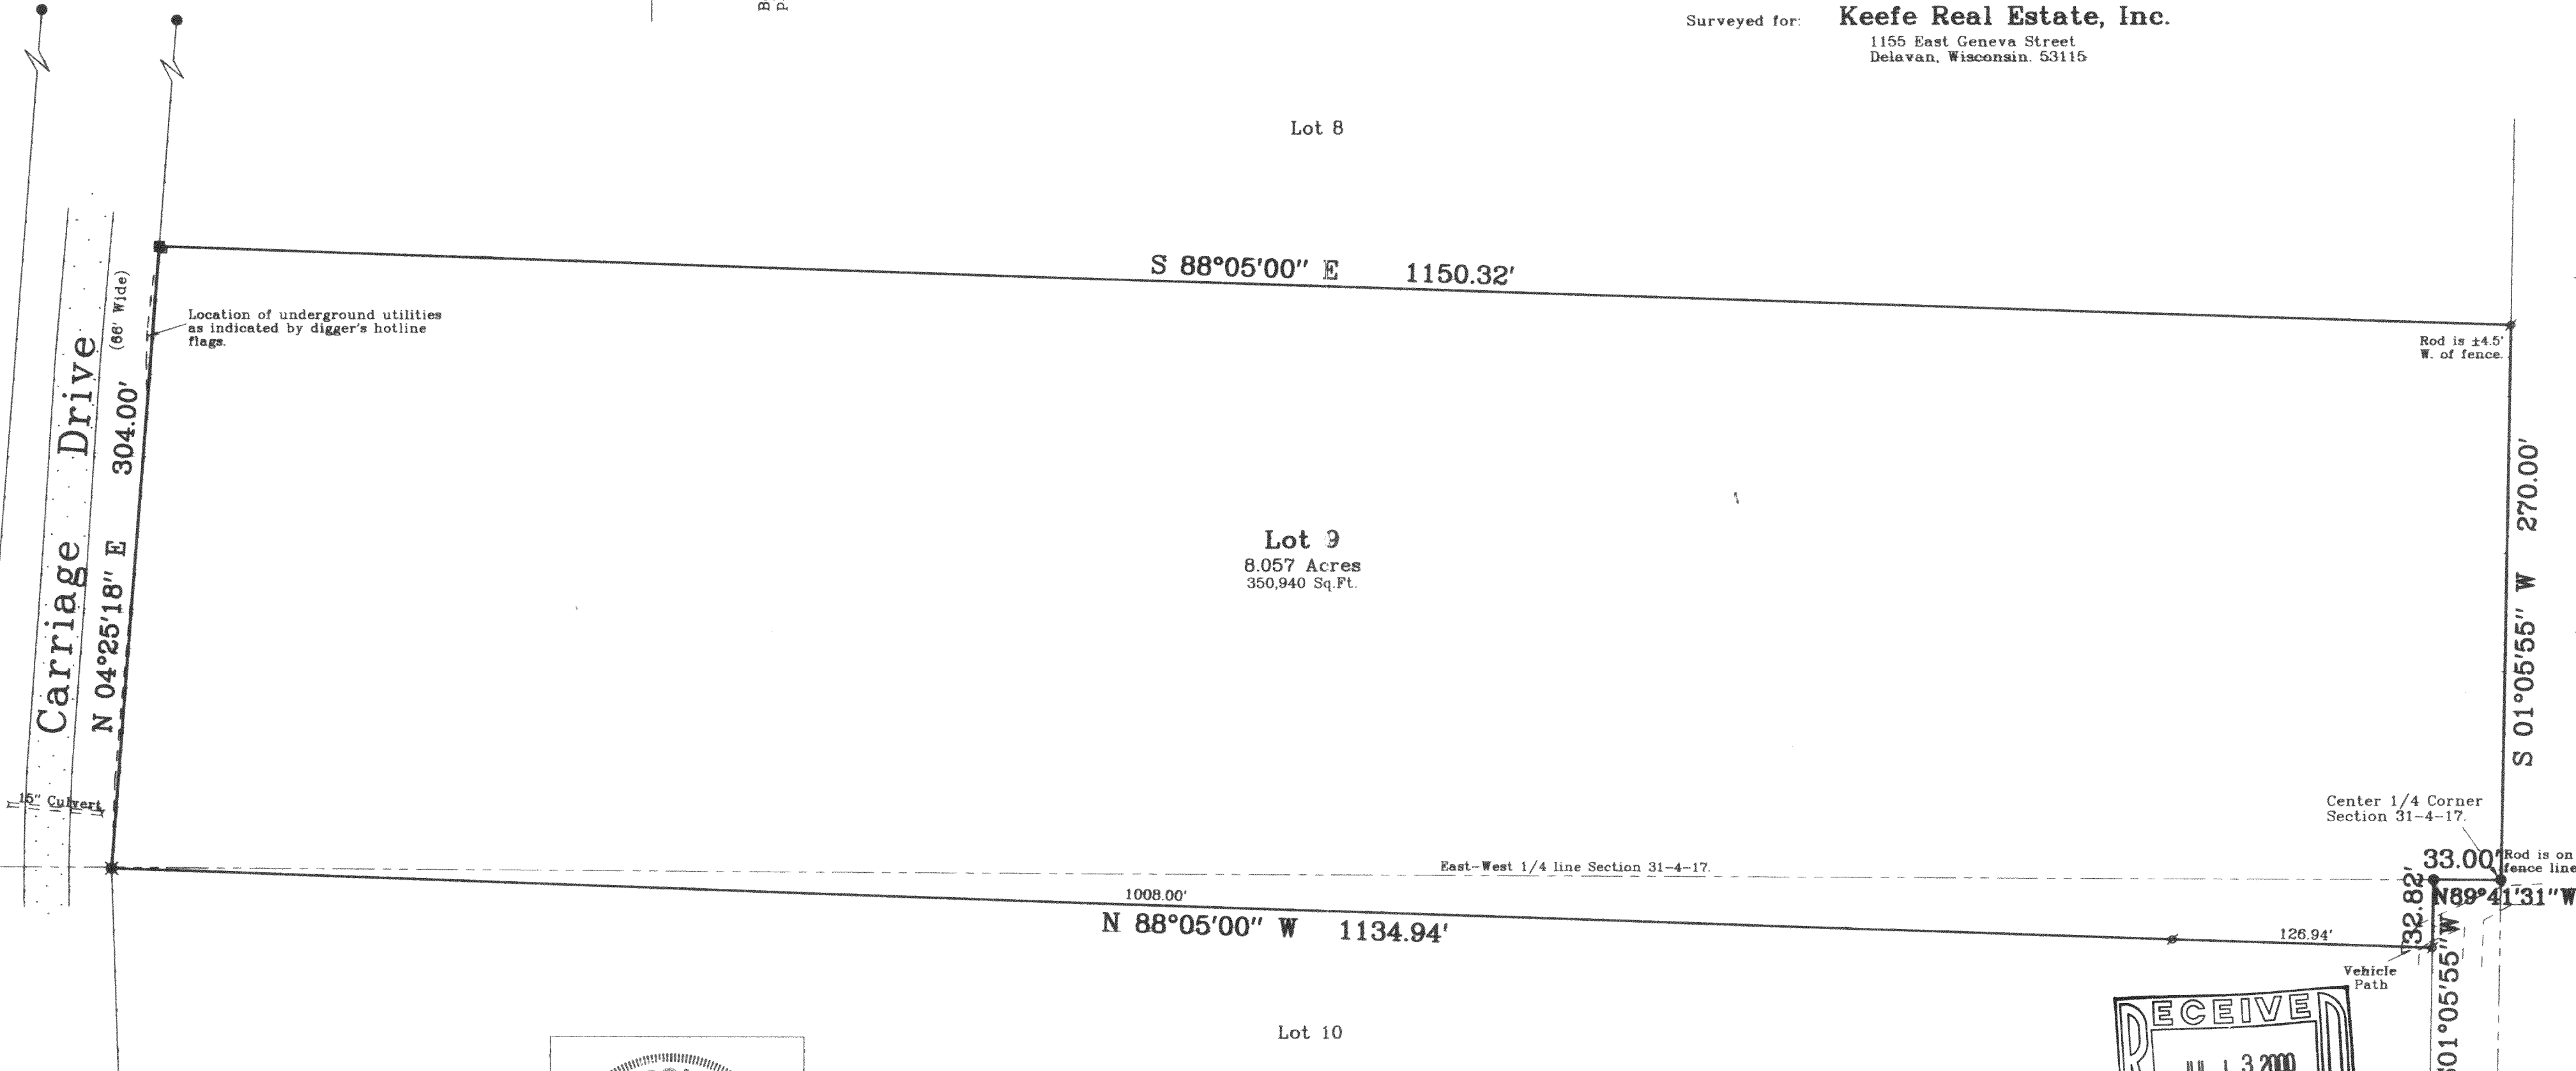 Surveyed for: Keefe Real Estate, Inc.
1155 East Geneva Street
Delavan, Wisconsin. 53115
Lot 8
S 88°05'00" E 1150.32'
Location of underground utilities
as indicated by digger's hotline
flags.
(66' Wide)
Carriage Drive
N 04°25'18" E 304.00'
Rod is ±4.5'
W. of fence.
S 01°05'55" W 270.00'
Lot 9
8.057 Acres
350,940 Sq.Ft.
15" Culvert
Center 1/4 Corner
Section 31-4-17.
East-West 1/4 line Section 31-4-17.
33.00'
Rod is on
fence line
N89°41'31"W
32.82'
S01°05'55"W
1008.00'
N 88°05'00" W 1134.94'
126.94'
Vehicle
Path
Lot 10
RECEIVED
3 2000